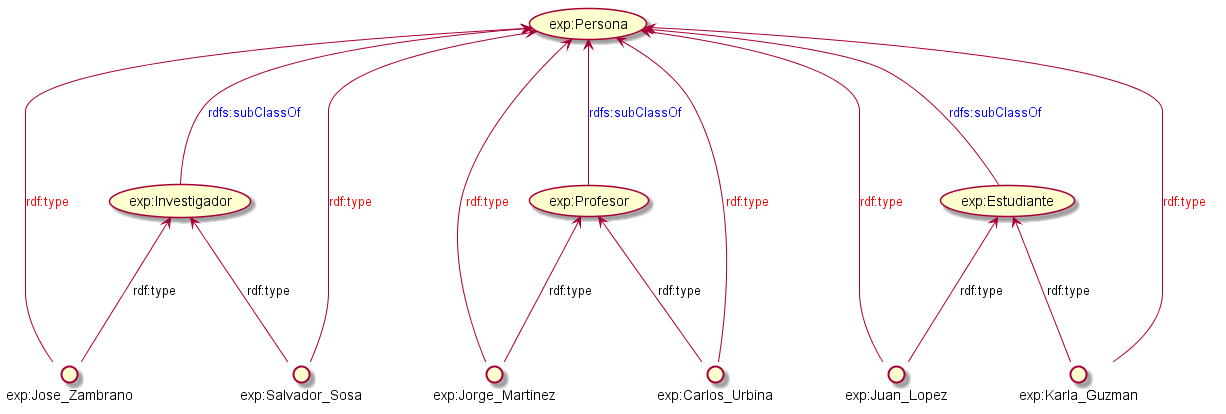 exp:Persona
rdfs:subClassOf
rdfs:subClassOf
rdfs:subClassOf
rdf:type
exp:Investigador
rdf:type
rdf:type
exp:Profesor
rdf:type
rdf:type
exp:Estudiante
rdf:type
rdf:type
rdf:type
rdf:type
rdf:type
rdf:type
rdf:type
exp:Jose_Zambrano
exp:Salvador_Sosa
exp:Jorge_Martinez
exp:Carlos_Urbina
exp:Juan_Lopez
exp:Karla_Guzman